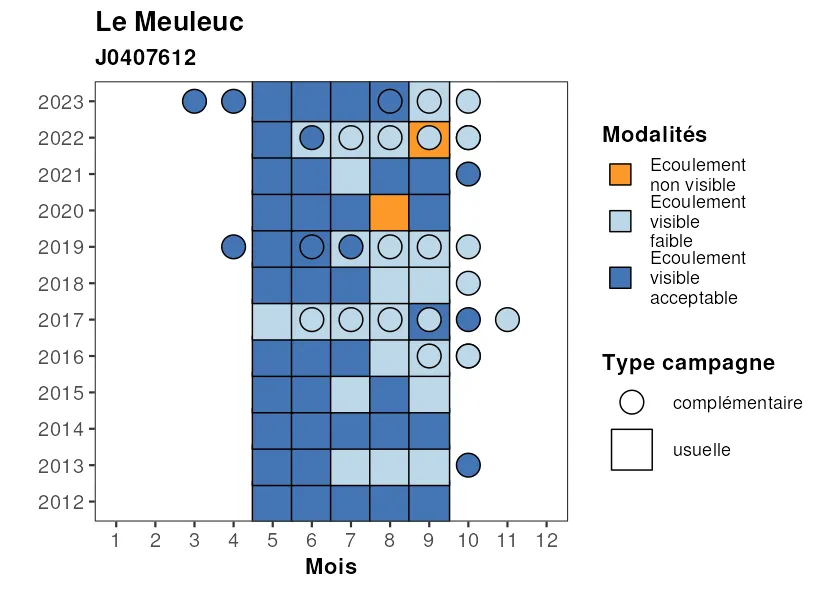 Le Meuleuc
J0407612
2023
2022
2021
2020
2019
2018
2017
2016
2015
2014
2013
2012
1 2 3 4 5 6 7 8 9 10 11 12
Mois
Modalités
Ecoulement
non visible
Ecoulement
visible
faible
Ecoulement
visible
acceptable
Type campagne
complémentaire
usuelle